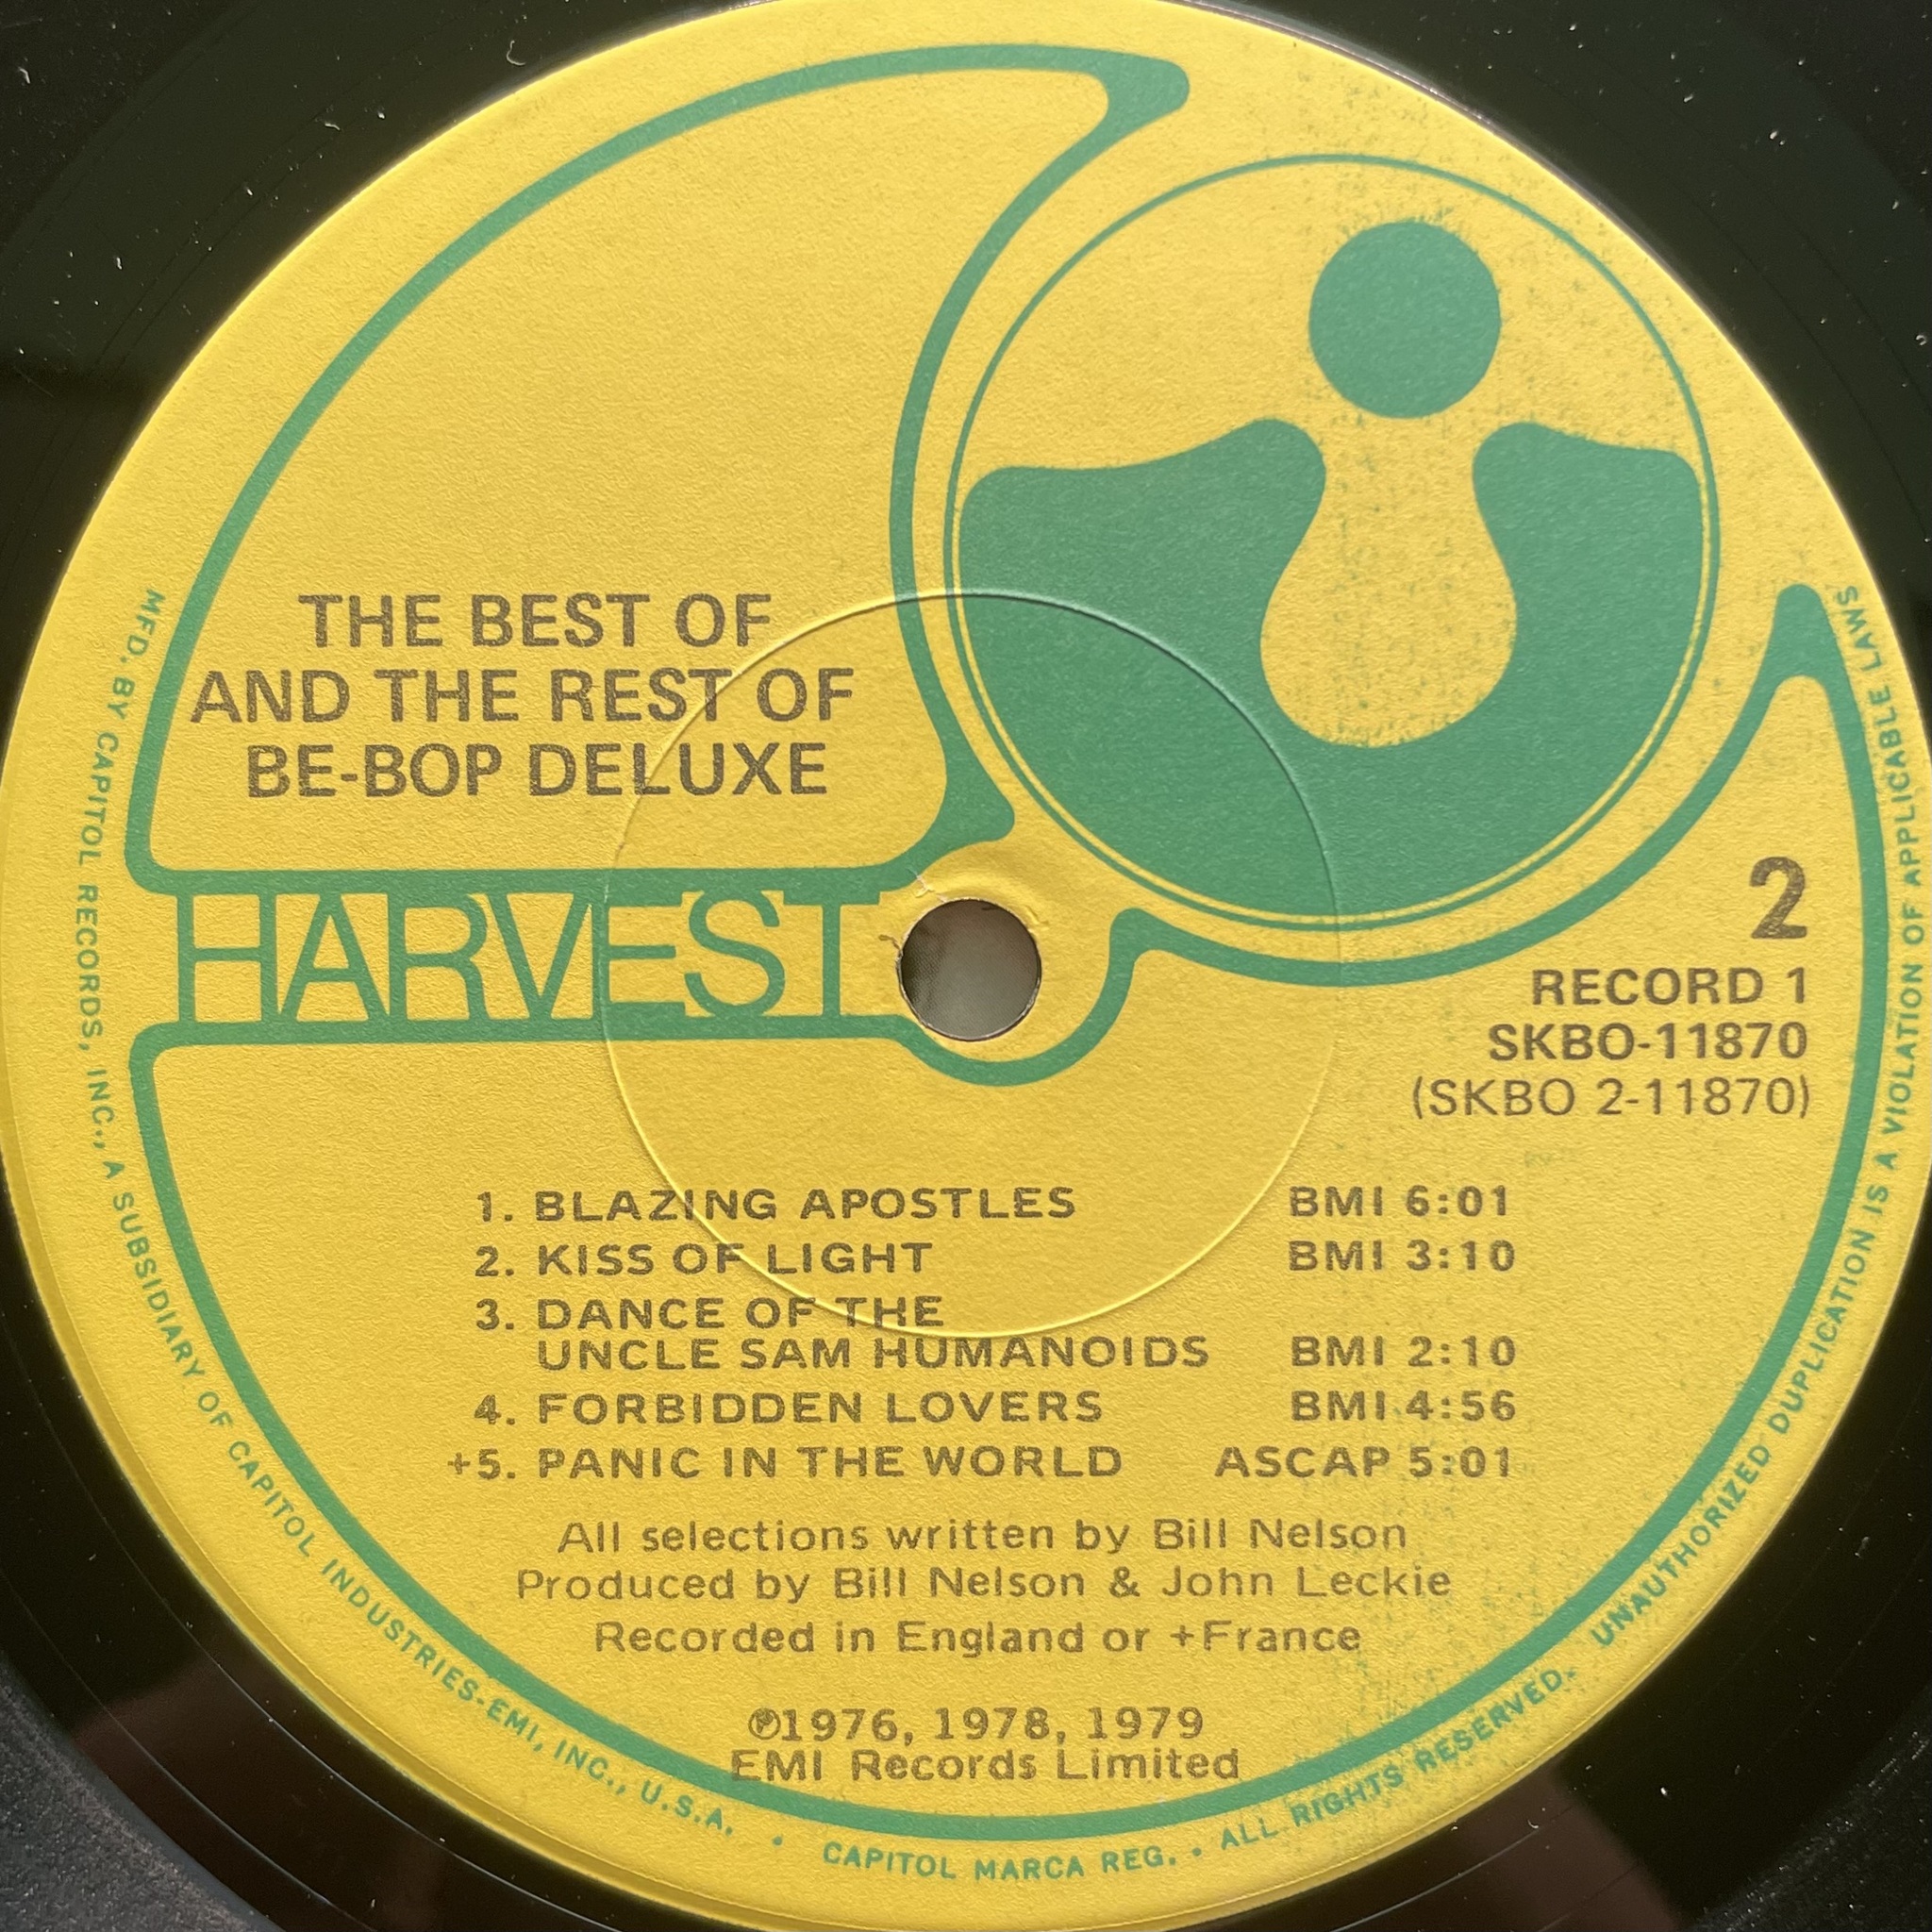 THE BEST OF
AND THE REST OF
BE-BOP DELUXE
HARVEST
2
RECORD 1
SKBO-11870
(SKBO 2-11870)
1. BLAZING APOSTLES BMI 6:01
2. KISS OF LIGHT BMI 3:10
3. DANCE OF THE
UNCLE SAM HUMANOIDS BMI 2:10
4. FORBIDDEN LOVERS BMI 4:56
+5. PANIC IN THE WORLD ASCAP 5:01
All selections written by Bill Nelson
Produced by Bill Nelson & John Leckie
Recorded in England or +France
℗1976, 1978, 1979
EMI Records Limited
MFD. BY CAPITOL RECORDS, INC., A SUBSIDIARY OF CAPITOL INDUSTRIES-EMI, INC., U.S.A. • CAPITOL MARCA REG. • ALL RIGHTS RESERVED. UNAUTHORIZED DUPLICATION IS A VIOLATION OF APPLICABLE LAWS